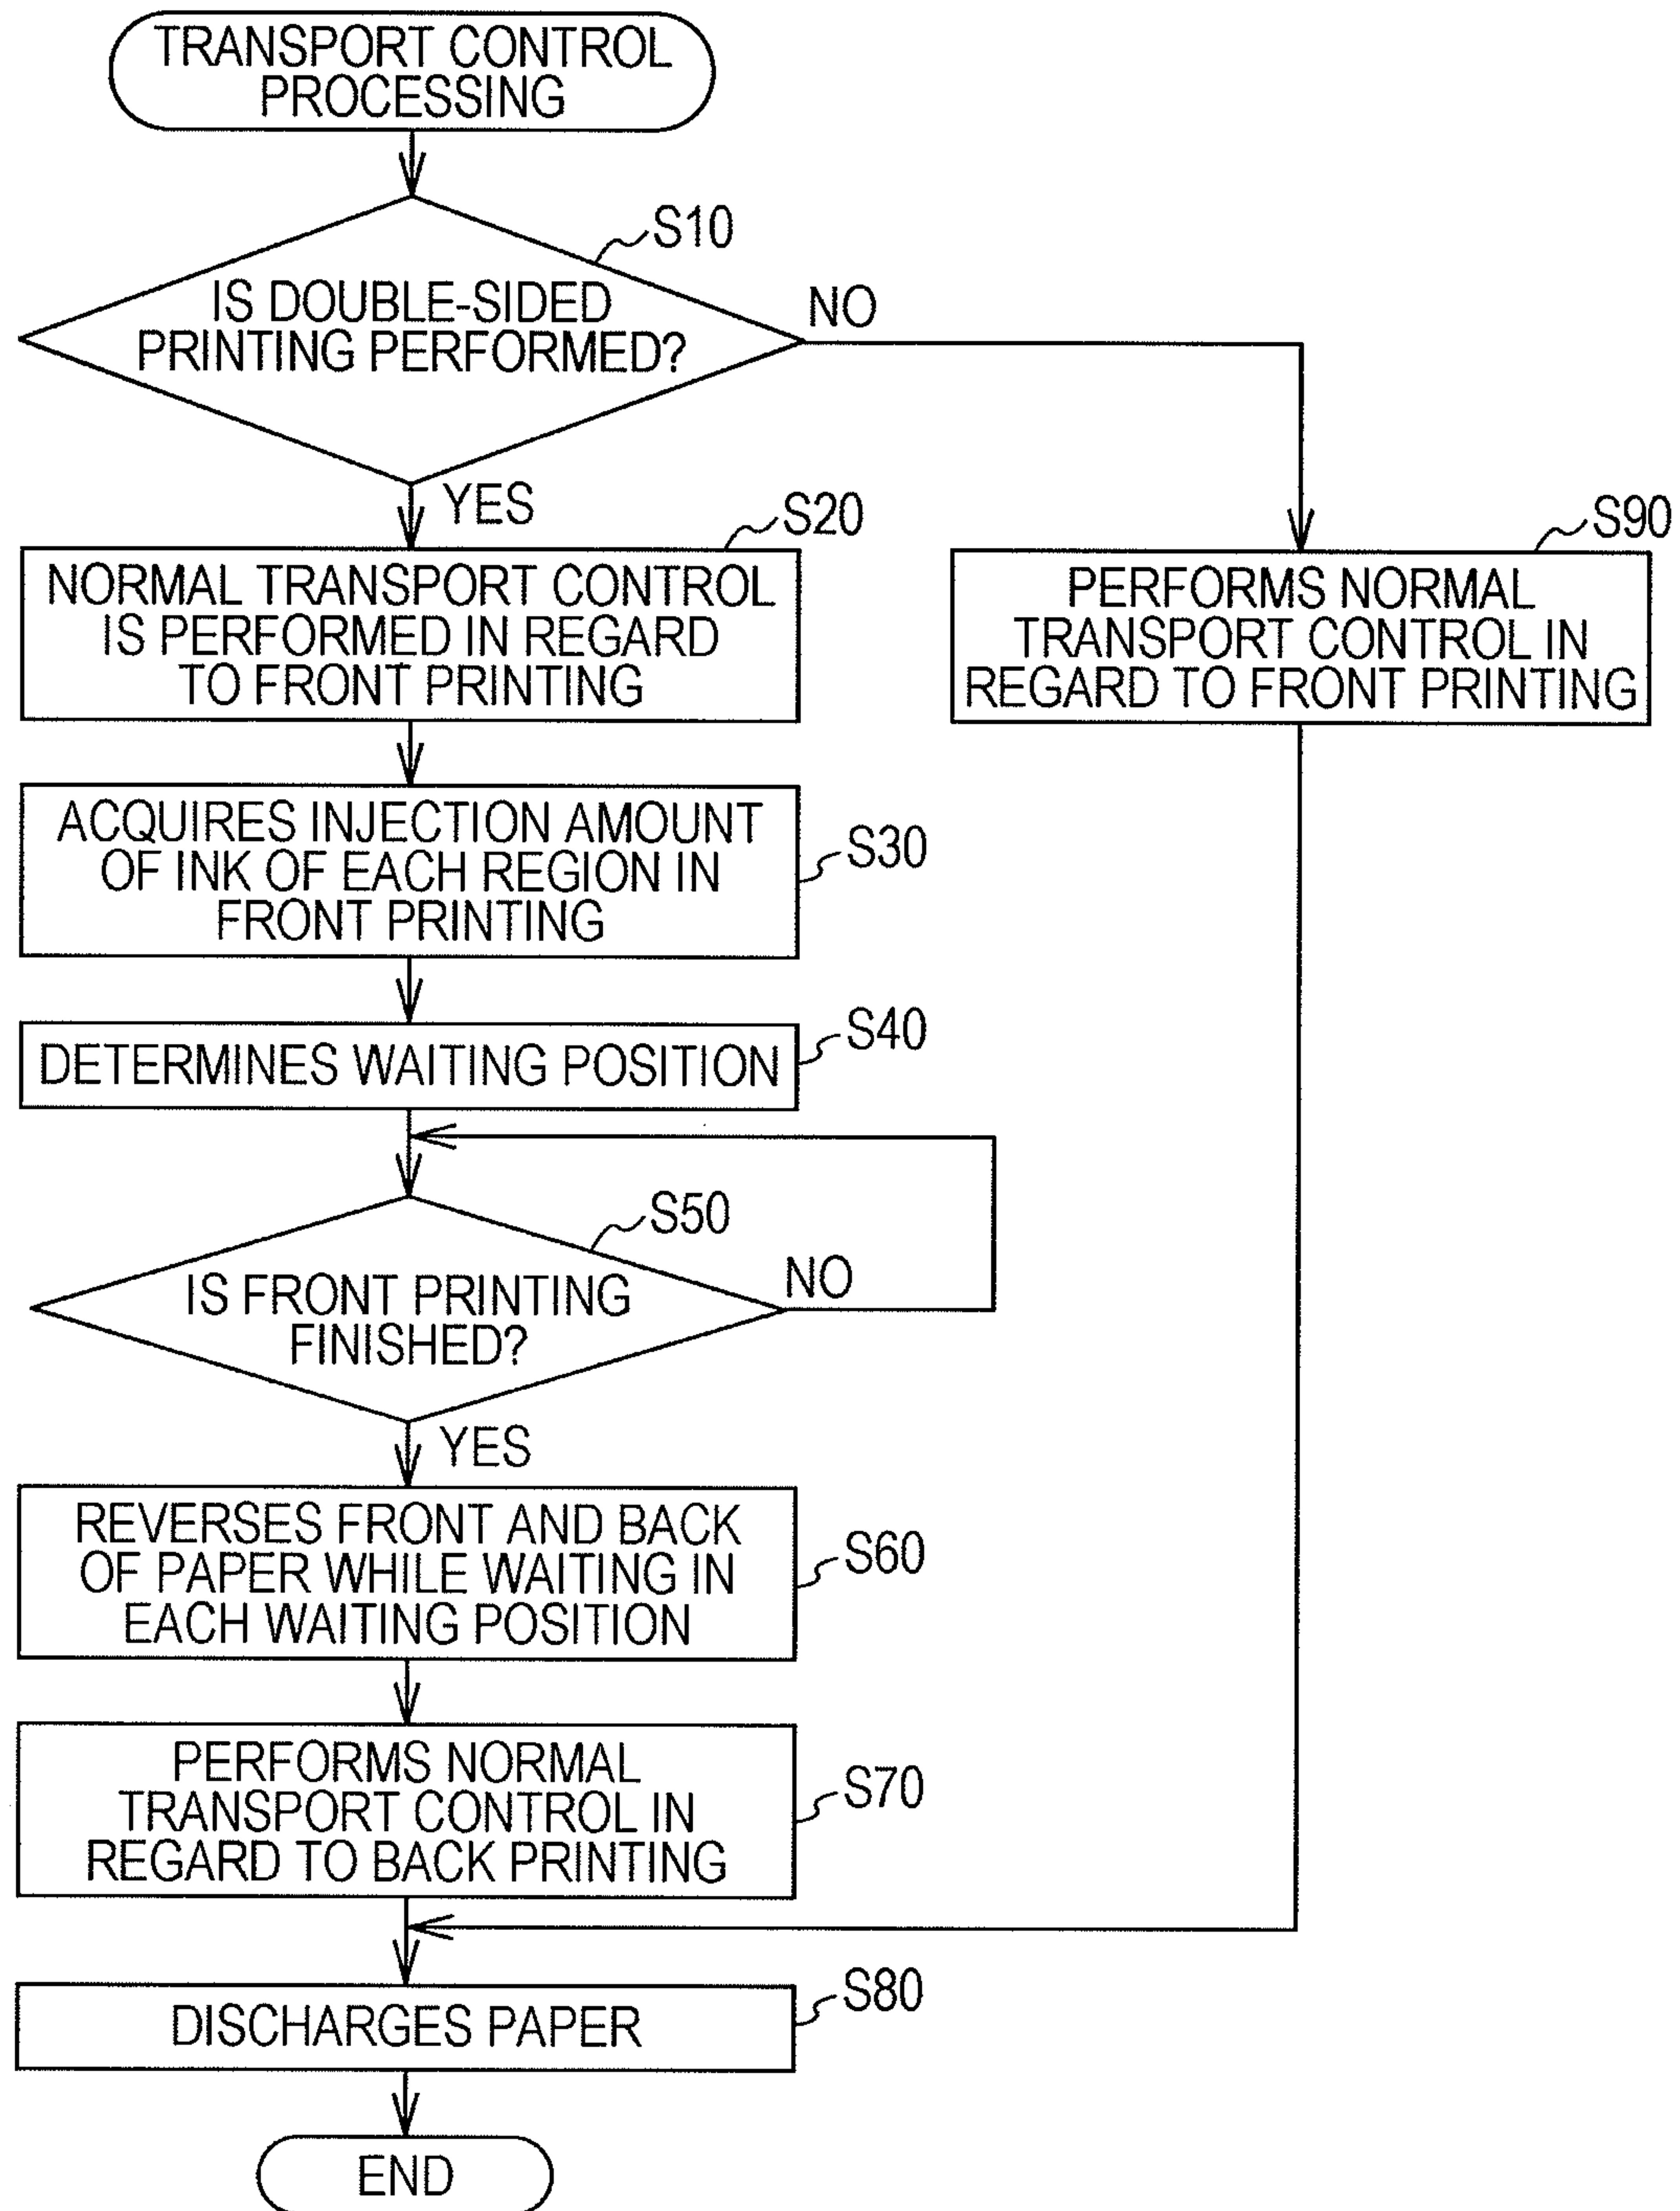 TRANSPORT CONTROL
PROCESSING
S10
IS DOUBLE-SIDED
PRINTING PERFORMED?
NO
YES
S20
NORMAL TRANSPORT CONTROL
IS PERFORMED IN REGARD
TO FRONT PRINTING
S90
PERFORMS NORMAL
TRANSPORT CONTROL IN
REGARD TO FRONT PRINTING
ACQUIRES INJECTION AMOUNT
OF INK OF EACH REGION IN
FRONT PRINTING
S30
DETERMINES WAITING POSITION
S40
S50
IS FRONT PRINTING
FINISHED?
NO
YES
REVERSES FRONT AND BACK
OF PAPER WHILE WAITING IN
EACH WAITING POSITION
S60
PERFORMS NORMAL
TRANSPORT CONTROL IN
REGARD TO BACK PRINTING
S70
DISCHARGES PAPER
S80
END